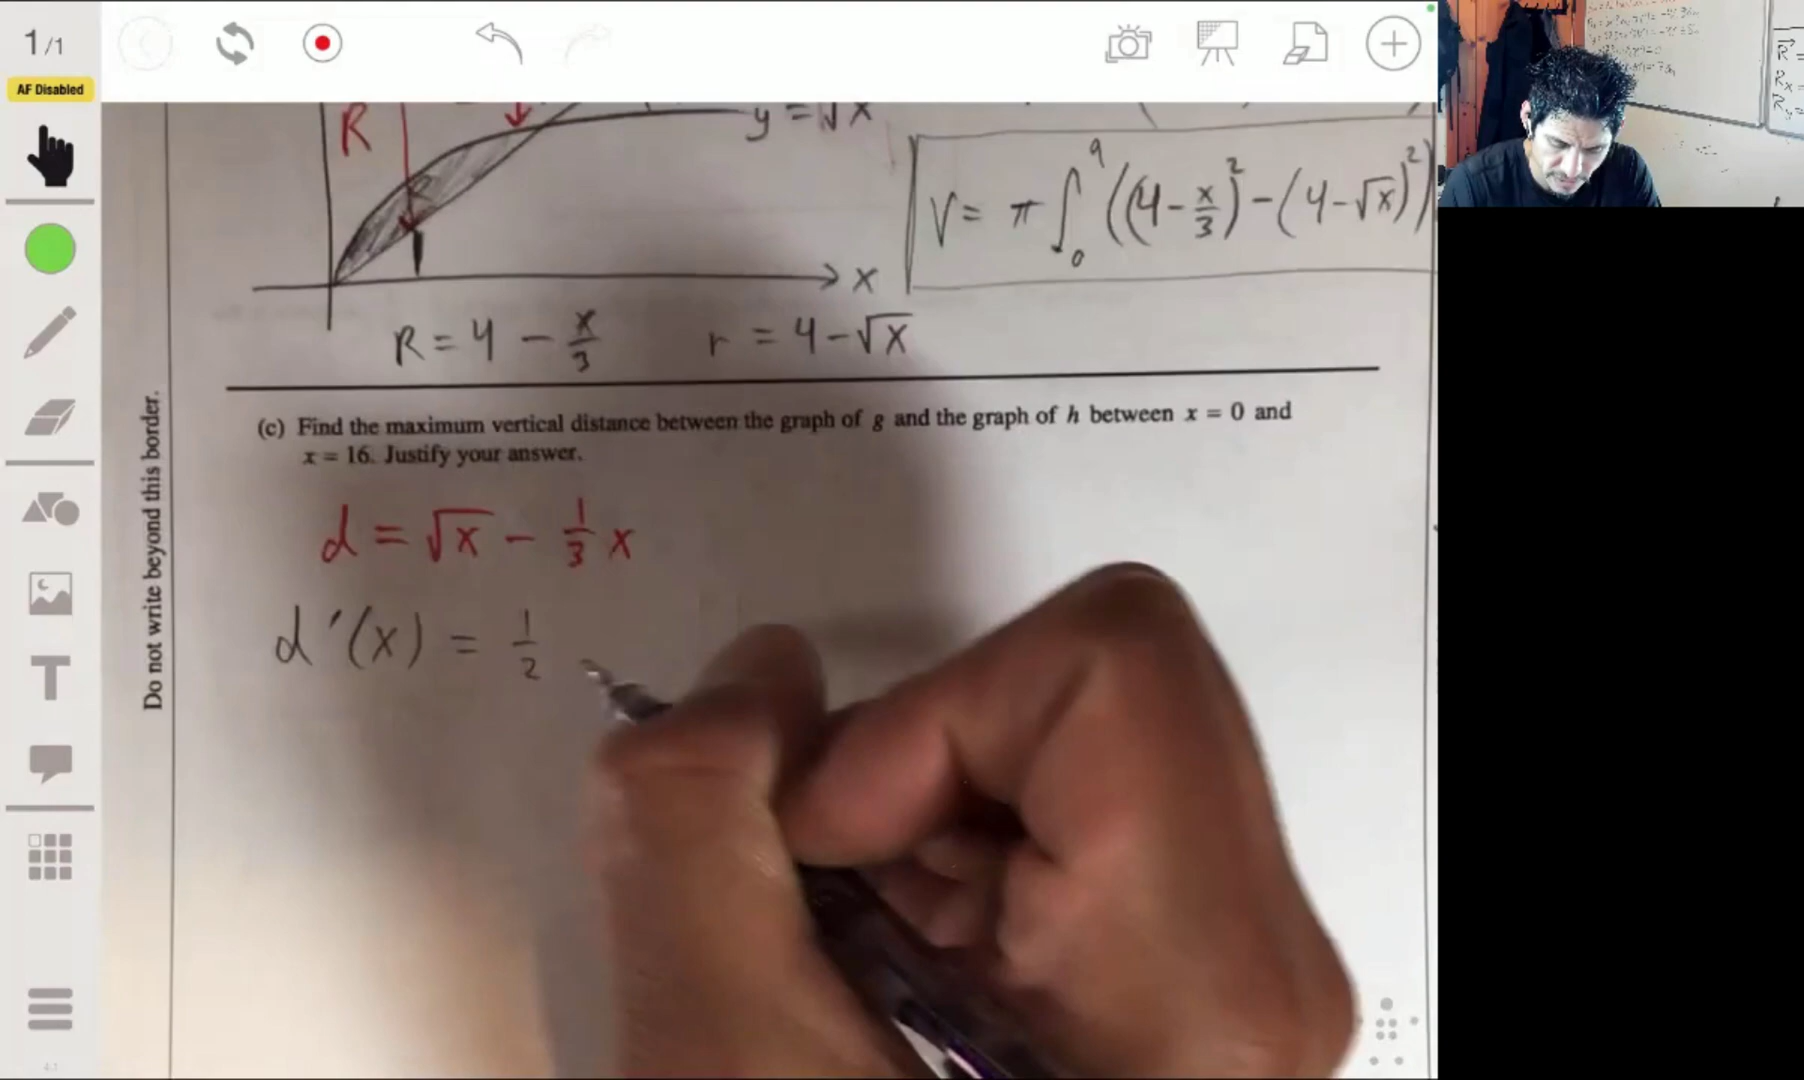 1/1
AF Disabled
R
y = √x
V = π ∫₀⁹ ((4 - x/3)² - (4 - √x)²)
x
R = 4 - x/3 r = 4 - √x
Do not write beyond this border.
(c) Find the maximum vertical distance between the graph of g and the graph of h between x = 0 and
x = 16. Justify your answer.
d = √x - 1/3 x
d'(x) = 1/2
T